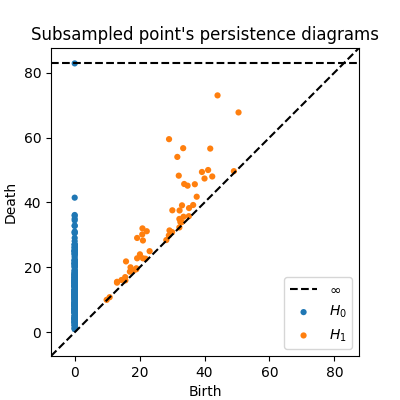 Subsampled point's persistence diagrams
Death
80
60
40
20
0
∞
H₀
H₁
0 20 40 60 80
Birth